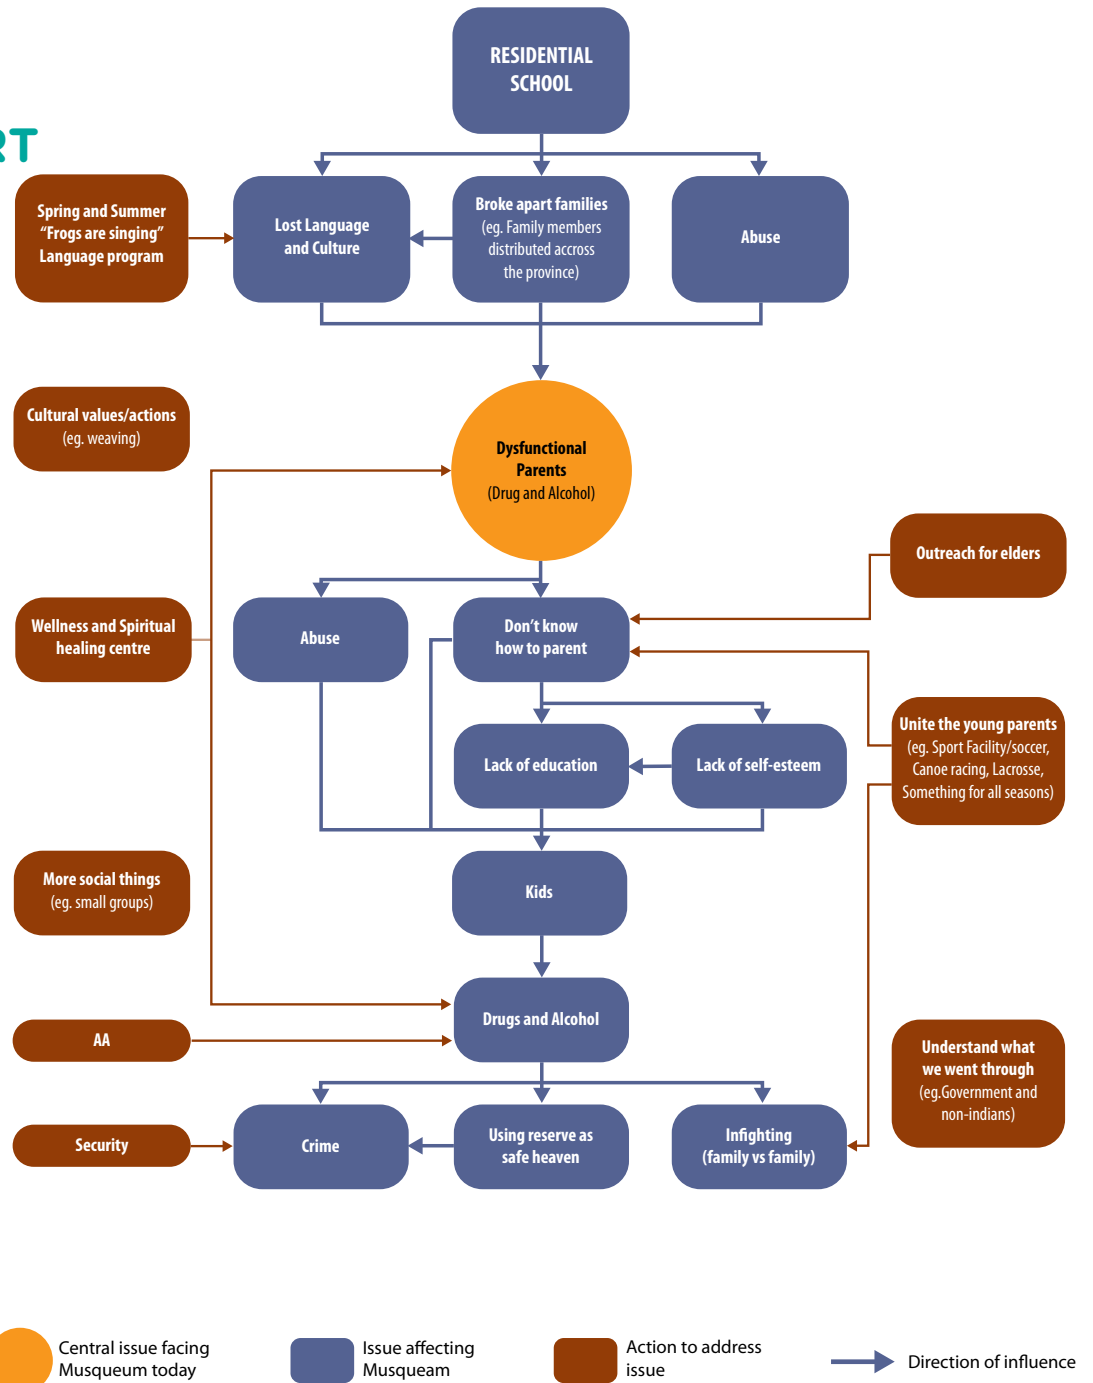 RESIDENTIAL
SCHOOL
RT
Spring and Summer
“Frogs are singing”
Language program
Lost Language
and Culture
Broke apart families
(eg. Family members
distributed accross
the province)
Abuse
Cultural values/actions
(eg. weaving)
Dysfunctional
Parents
(Drug and Alcohol)
Outreach for elders
Wellness and Spiritual
healing centre
Abuse
Don't know
how to parent
Unite the young parents
(eg. Sport Facility/soccer,
Canoe racing, Lacrosse,
Something for all seasons)
Lack of education
Lack of self-esteem
More social things
(eg. small groups)
Kids
Drugs and Alcohol
AA
Understand what
we went through
(eg.Government and
non-indians)
Security
Crime
Using reserve as
safe heaven
Infighting
(family vs family)
Central issue facing
Musqueum today
Issue affecting
Musqueam
Action to address
issue
Direction of influence